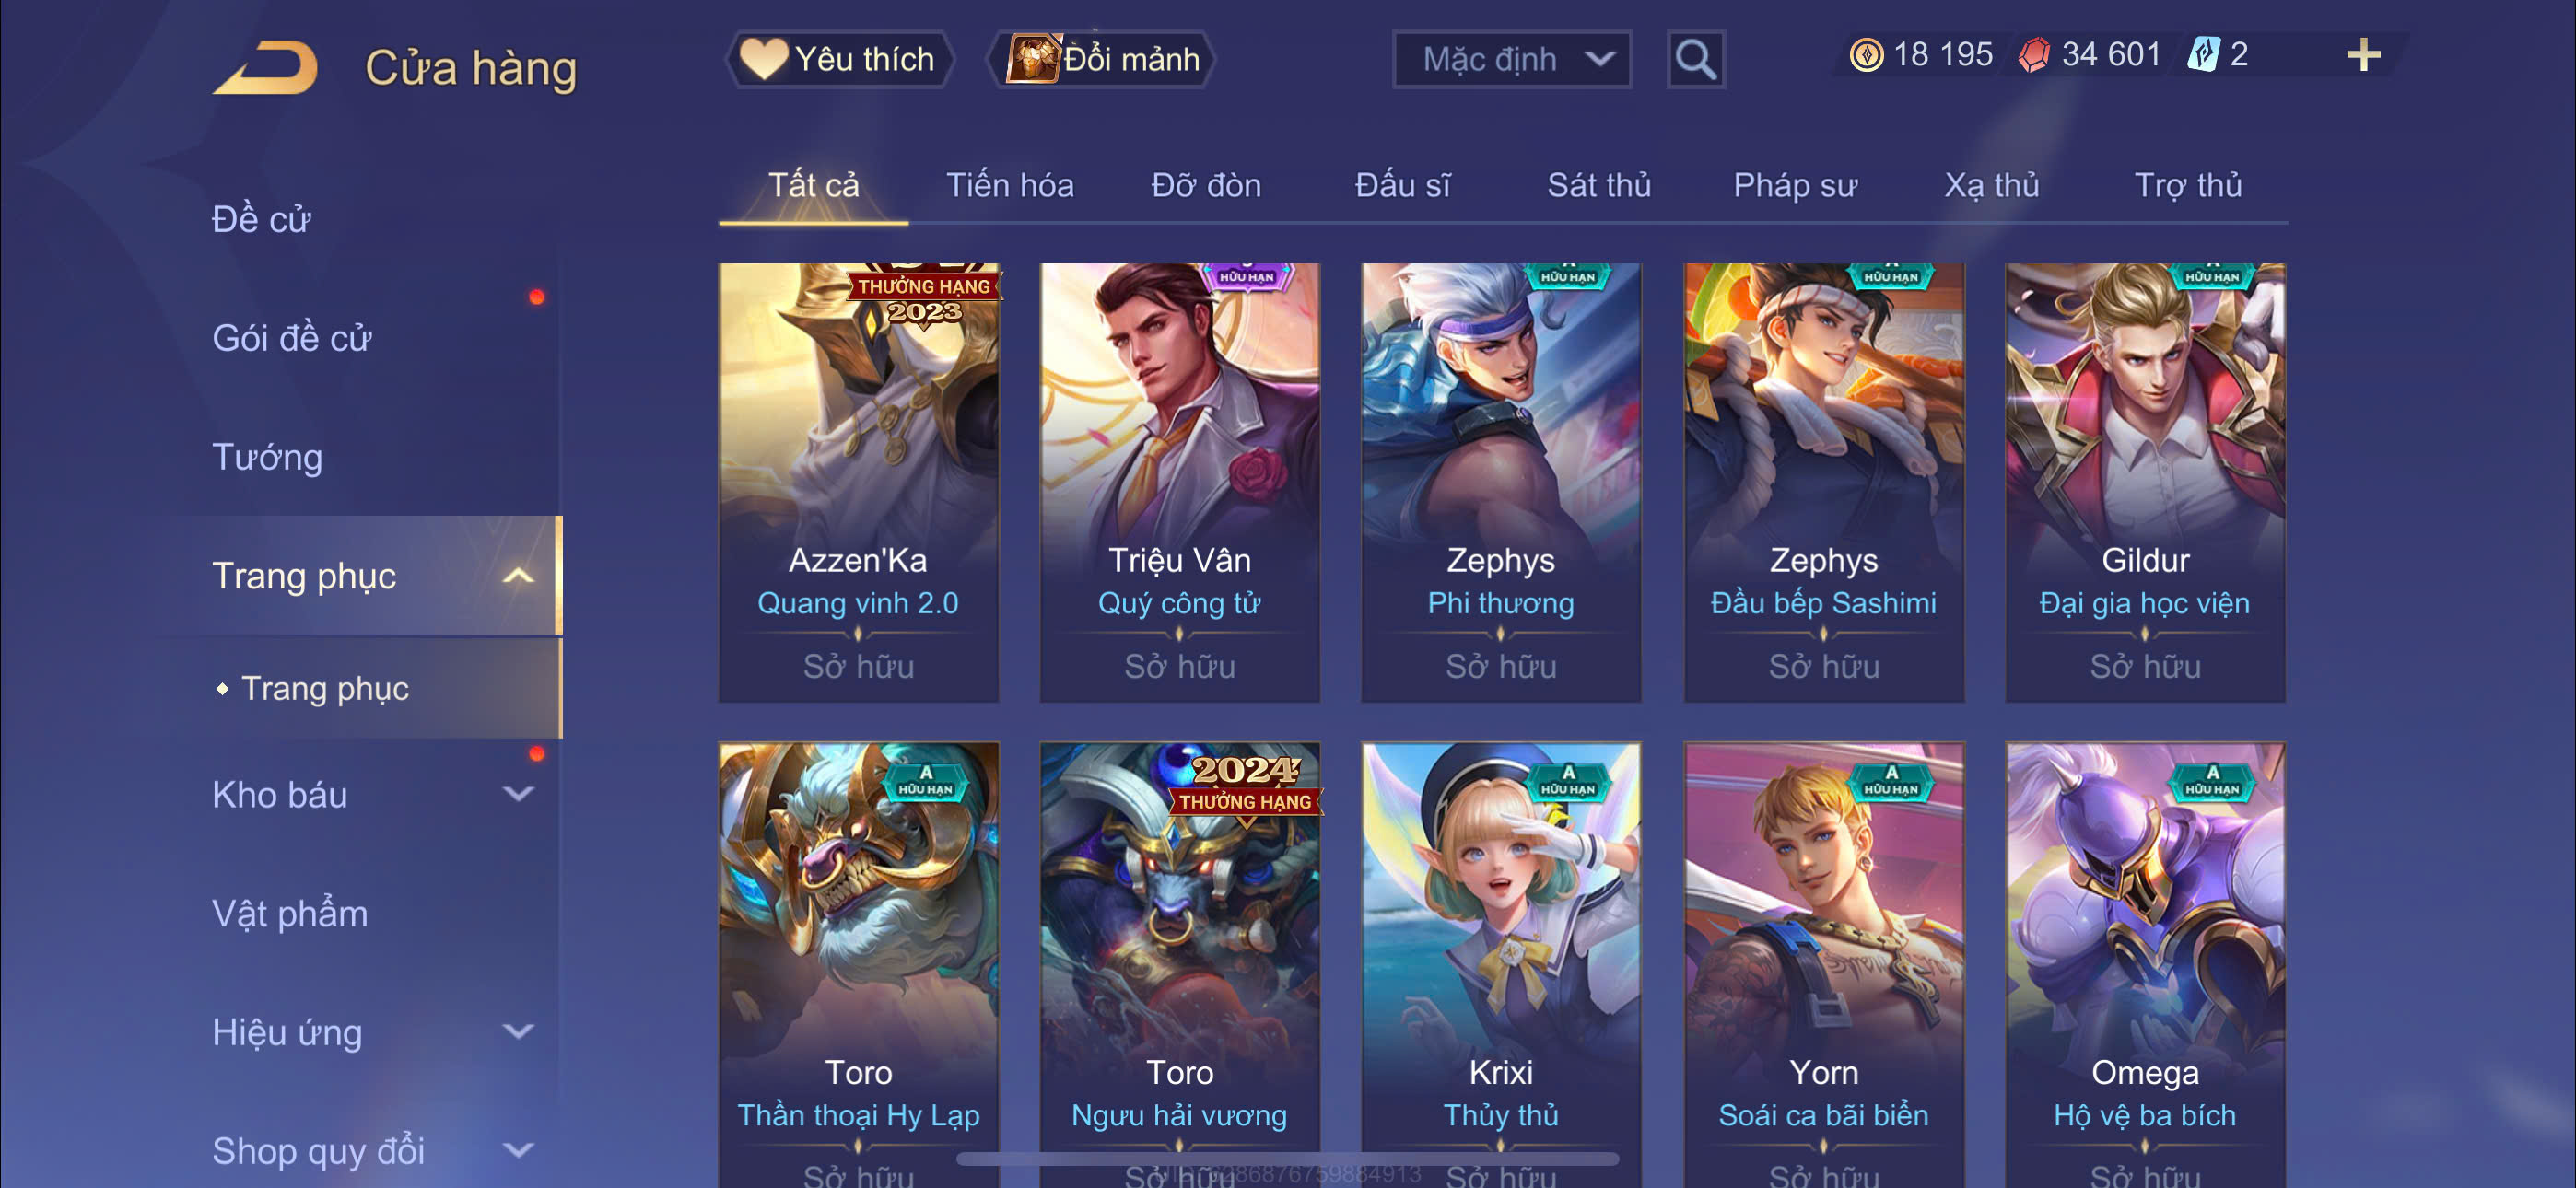 Cửa hàng
Yêu thích
Đổi mảnh
Mặc định
18 195
34 601
2
Đề cử
Gói đề cử
Tướng
Trang phục
Trang phục
Kho báu
Vật phẩm
Hiệu ứng
Shop quy đổi
Tất cả
Tiến hóa
Đỡ đòn
Đấu sĩ
Sát thủ
Pháp sư
Xạ thủ
Trợ thủ
THƯỞNG HẠNG
2023
Azzen'Ka
Quang vinh 2.0
Sở hữu
HỮU HẠN
Triệu Vân
Quý công tử
Sở hữu
HỮU HẠN
Zephys
Phi thương
Sở hữu
HỮU HẠN
Zephys
Đầu bếp Sashimi
Sở hữu
HỮU HẠN
Gildur
Đại gia học viện
Sở hữu
A
HỮU HẠN
Toro
Thần thoại Hy Lạp
Sở hữu
2024
THƯỞNG HẠNG
Toro
Ngưu hải vương
Sở hữu
A
HỮU HẠN
Krixi
Thủy thủ
Sở hữu
A
HỮU HẠN
Yorn
Soái ca bãi biển
Sở hữu
A
HỮU HẠN
Omega
Hộ vệ ba bích
Sở hữu